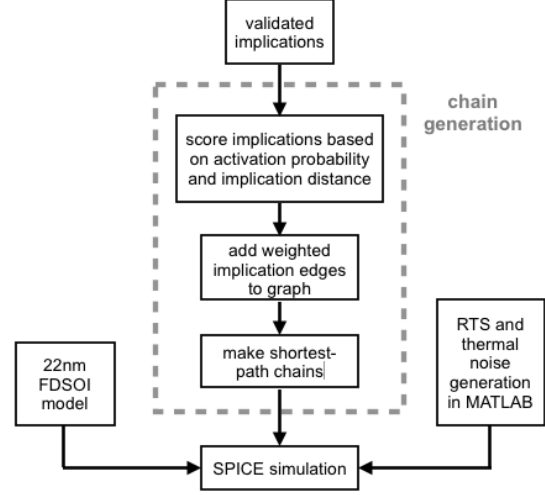 validated
implications
chain
generation
score implications based
on activation probability
and implication distance
add weighted
implication edges
to graph
make shortest-
path chains
22nm
FDSOI
model
RTS and
thermal
noise
generation
in MATLAB
SPICE simulation